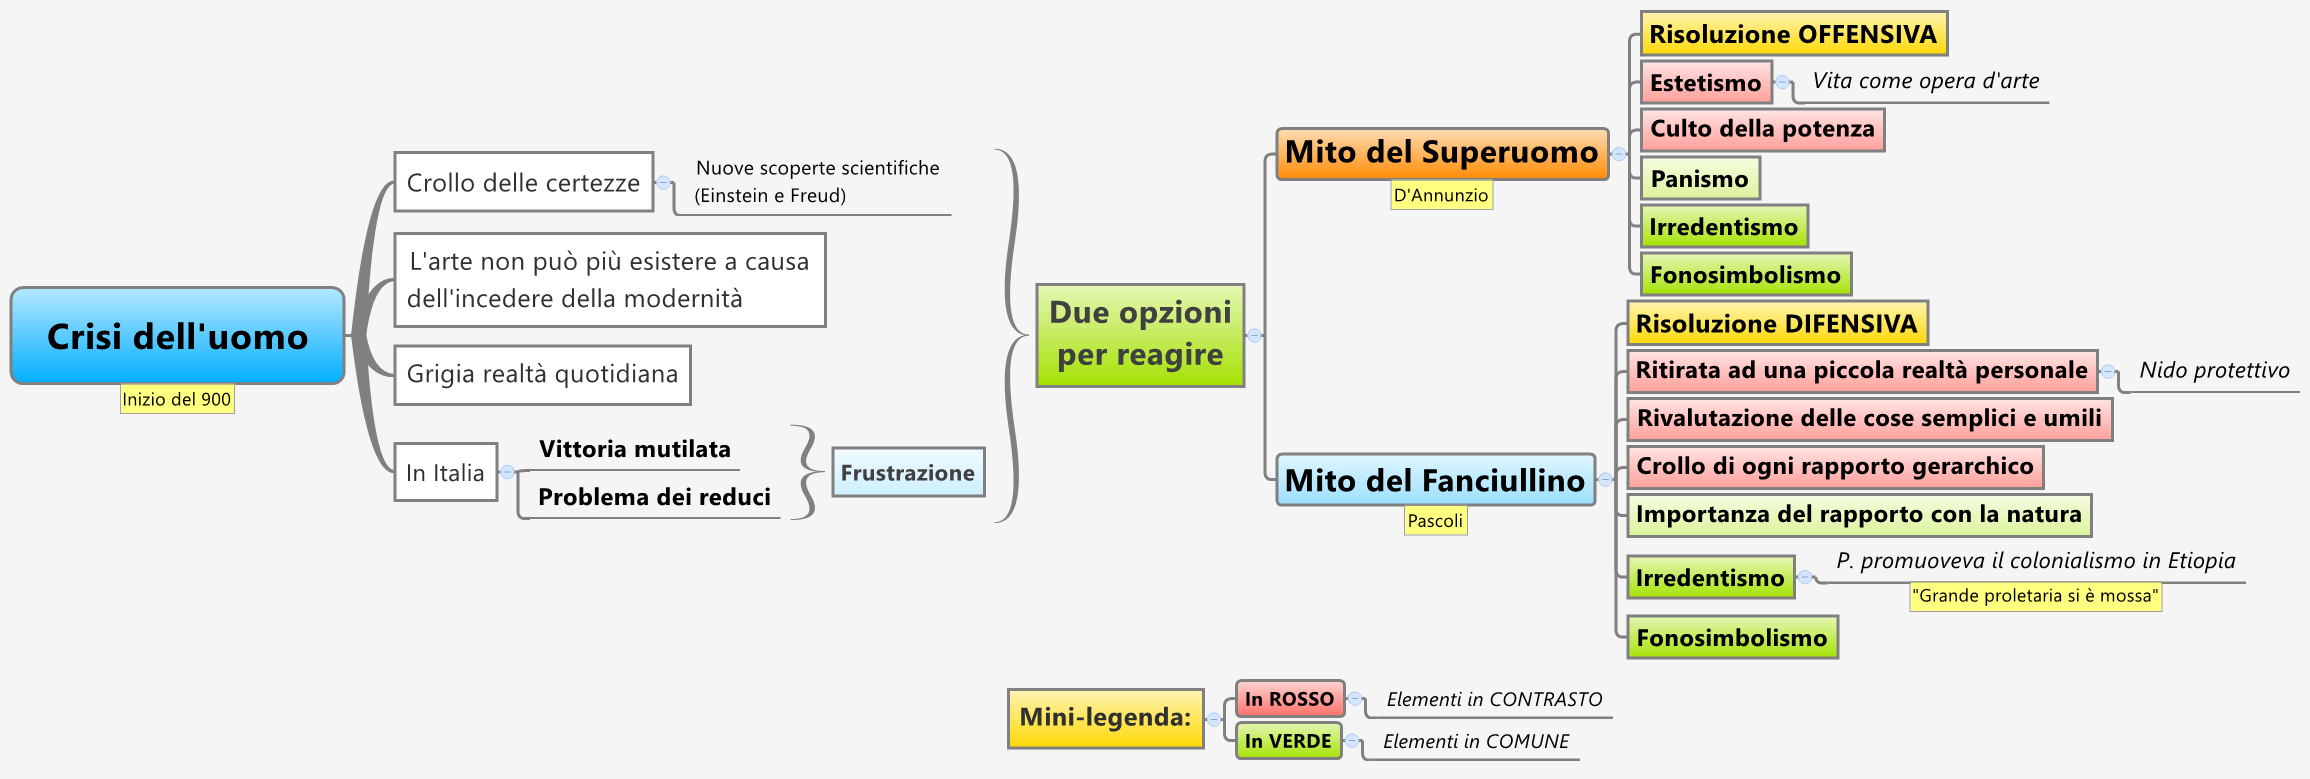 Crisi dell'uomo
Inizio del 900
Crollo delle certezze
Nuove scoperte scientifiche
(Einstein e Freud)
L'arte non può più esistere a causa
dell'incedere della modernità
Grigia realtà quotidiana
In Italia
Vittoria mutilata
Problema dei reduci
Frustrazione
Due opzioni
per reagire
Mito del Superuomo
D'Annunzio
Risoluzione OFFENSIVA
Estetismo
Vita come opera d'arte
Culto della potenza
Panismo
Irredentismo
Fonosimbolismo
Mito del Fanciullino
Pascoli
Risoluzione DIFENSIVA
Ritirata ad una piccola realtà personale
Nido protettivo
Rivalutazione delle cose semplici e umili
Crollo di ogni rapporto gerarchico
Importanza del rapporto con la natura
Irredentismo
P. promuoveva il colonialismo in Etiopia
"Grande proletaria si è mossa"
Fonosimbolismo
Mini-legenda:
In ROSSO
Elementi in CONTRASTO
In VERDE
Elementi in COMUNE